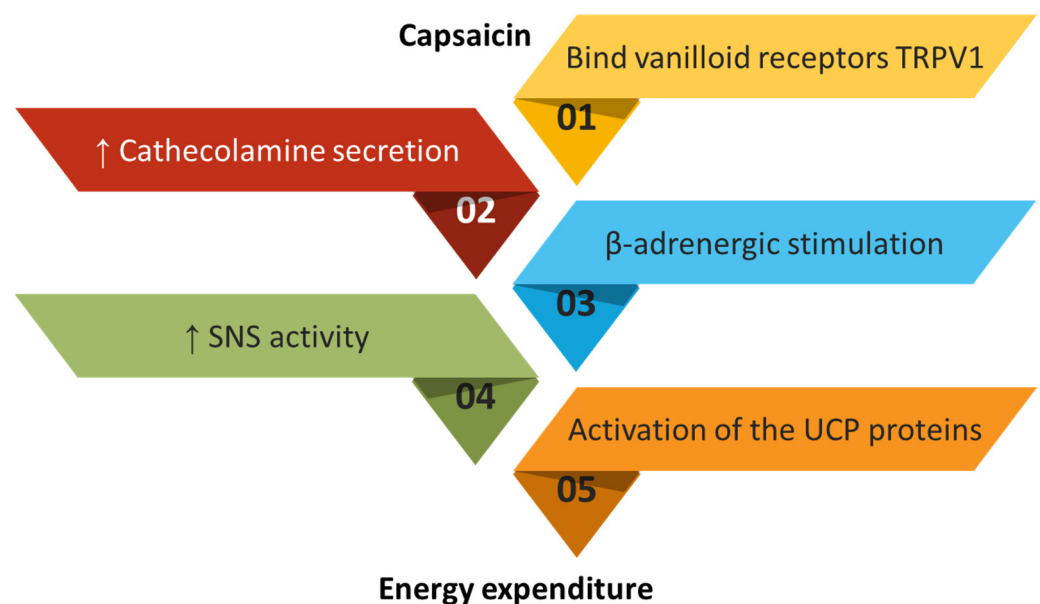 Capsaicin
Bind vanilloid receptors TRPV1
01
↑ Cathecolamine secretion
02
β-adrenergic stimulation
03
↑ SNS activity
04
Activation of the UCP proteins
05
Energy expenditure